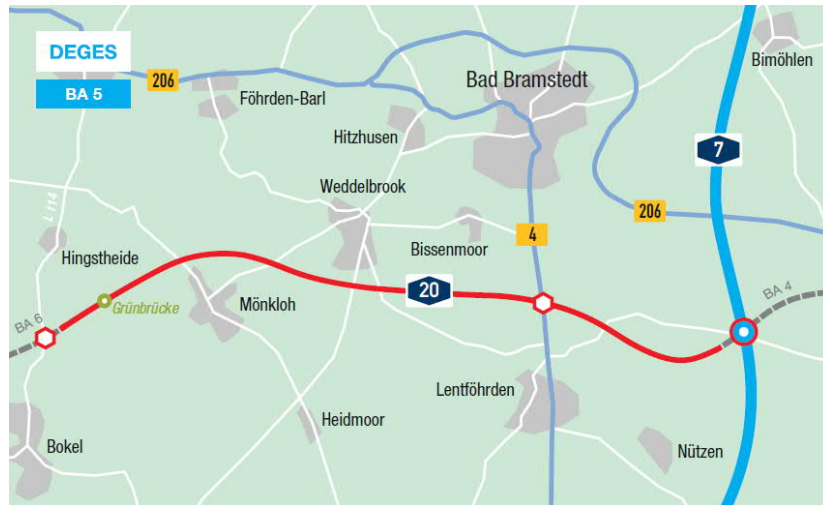 DEGES
BA 5
206
Föhrden-Barl
Bad Bramstedt
Bimöhlen
Hitzhusen
7
Weddelbrook
L 114
206
Bissenmoor
4
Hingstheide
20
BA 4
Grünbrücke
Mönkloh
BA 6
Lentföhrden
Heidmoor
Bokel
Nützen